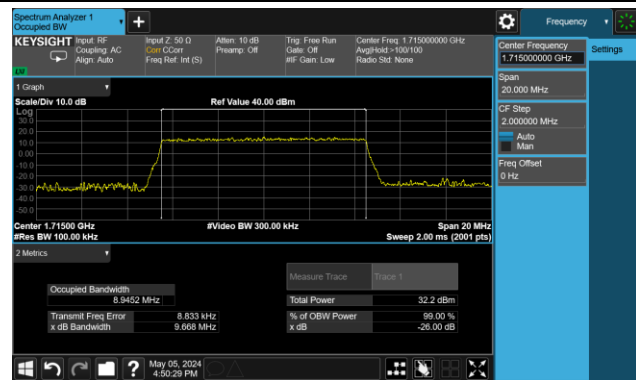 Spectrum Analyzer 1
Occupied BW
Frequency
KEYSIGHT
Input: RF
Coupling: AC
Align: Auto
Input Z: 50 Ω
Corr CCorr
Freq Ref: Int (S)
Atten: 10 dB
Preamp: Off
Trig: Free Run
Gate: Off
#IF Gain: Low
Center Freq: 1.715000000 GHz
Avg|Hold:>100/100
Radio Std: None
Center Frequency
1.715000000 GHz
Settings
Span
20.000 MHz
CF Step
2.000000 MHz
Auto
Man
Freq Offset
0 Hz
1 Graph
Scale/Div 10.0 dB
Ref Value 40.00 dBm
Log
30.0
20.0
10.0
0.00
-10.0
-20.0
-30.0
-40.0
-50.0
Center 1.71500 GHz
#Video BW 300.00 kHz
Span 20 MHz
#Res BW 100.00 kHz
Sweep 2.00 ms (2001 pts)
2 Metrics
Measure Trace
Trace 1
Occupied Bandwidth
8.9452 MHz
Total Power
32.2 dBm
Transmit Freq Error
8.833 kHz
% of OBW Power
99.00 %
x dB Bandwidth
9.668 MHz
x dB
-26.00 dB
May 05, 2024
4:50:29 PM